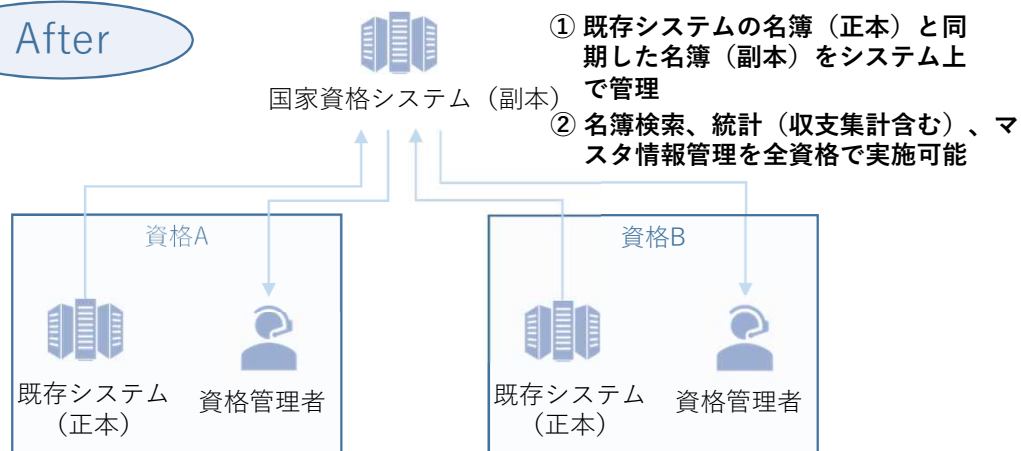 After
① 既存システムの名簿（正本）と同
期した名簿（副本）をシステム上
で管理
② 名簿検索、統計（収支集計含む）、マ
スタ情報管理を全資格で実施可能
国家資格システム（副本）
資格A
既存システム
（正本）
資格管理者
資格B
既存システム
（正本）
資格管理者